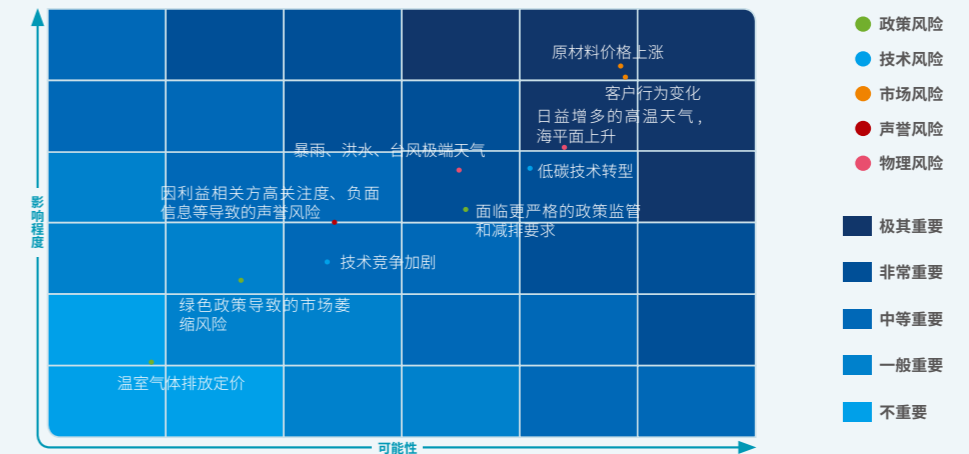 原材料价格上涨
客户行为变化
日益增多的高温天气，
海平面上升
暴雨、洪水、台风极端天气
低碳技术转型
因利益相关方高关注度、负面
信息等导致的声誉风险
面临更严格的政策监管
和减排要求
技术竞争加剧
绿色政策导致的市场萎
缩风险
温室气体排放定价
影响程度
可能性
政策风险
技术风险
市场风险
声誉风险
物理风险
极其重要
非常重要
中等重要
一般重要
不重要